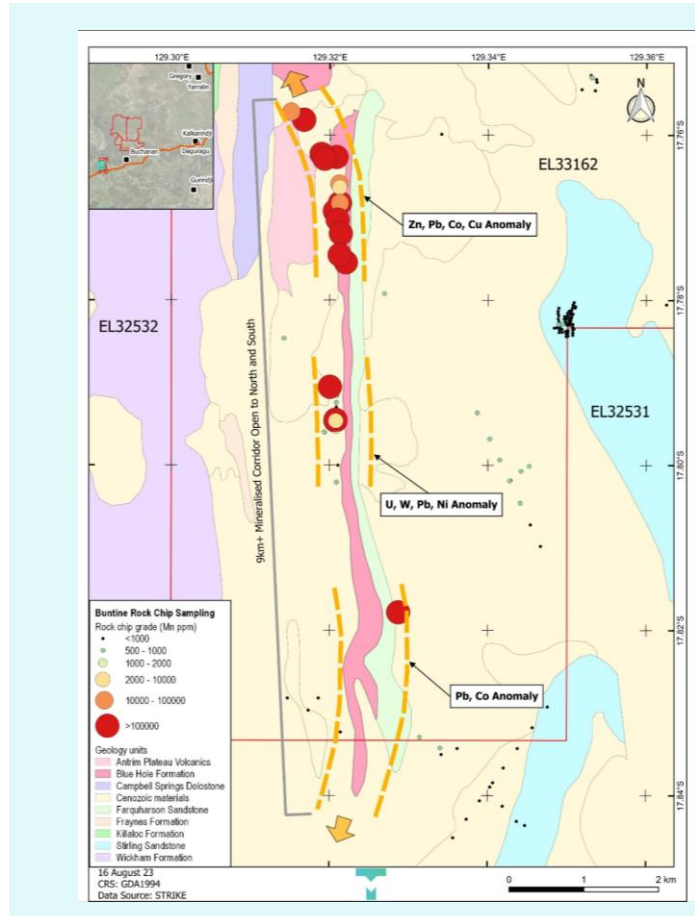 129.30°E 129.32°E 129.34°E 129.36°E
Gregory
Yarralin
Kalkarindji
Buchanan
Daguragu
Gurindji
N
17.76°S
EL33162
Zn, Pb, Co, Cu Anomaly
17.78°S
EL32532
EL32531
9km+ Mineralised Corridor Open to North and South
17.80°S
U, W, Pb, Ni Anomaly
Buntine Rock Chip Sampling
Rock chip grade (Mn ppm)
<1000
500 - 1000
1000 - 2000
2000 - 10000
10000 - 100000
>100000
17.82°S
Pb, Co Anomaly
Geology units
Antrim Plateau Volcanics
Blue Hole Formation
Campbell Springs Dolostone
Cenozoic materials
Farquharson Sandstone
Fraynes Formation
Killaloc Formation
Stirling Sandstone
Wickham Formation
17.84°S
16 August 23
CRS: GDA1994
Data Source: STRIKE
0 1 2 km